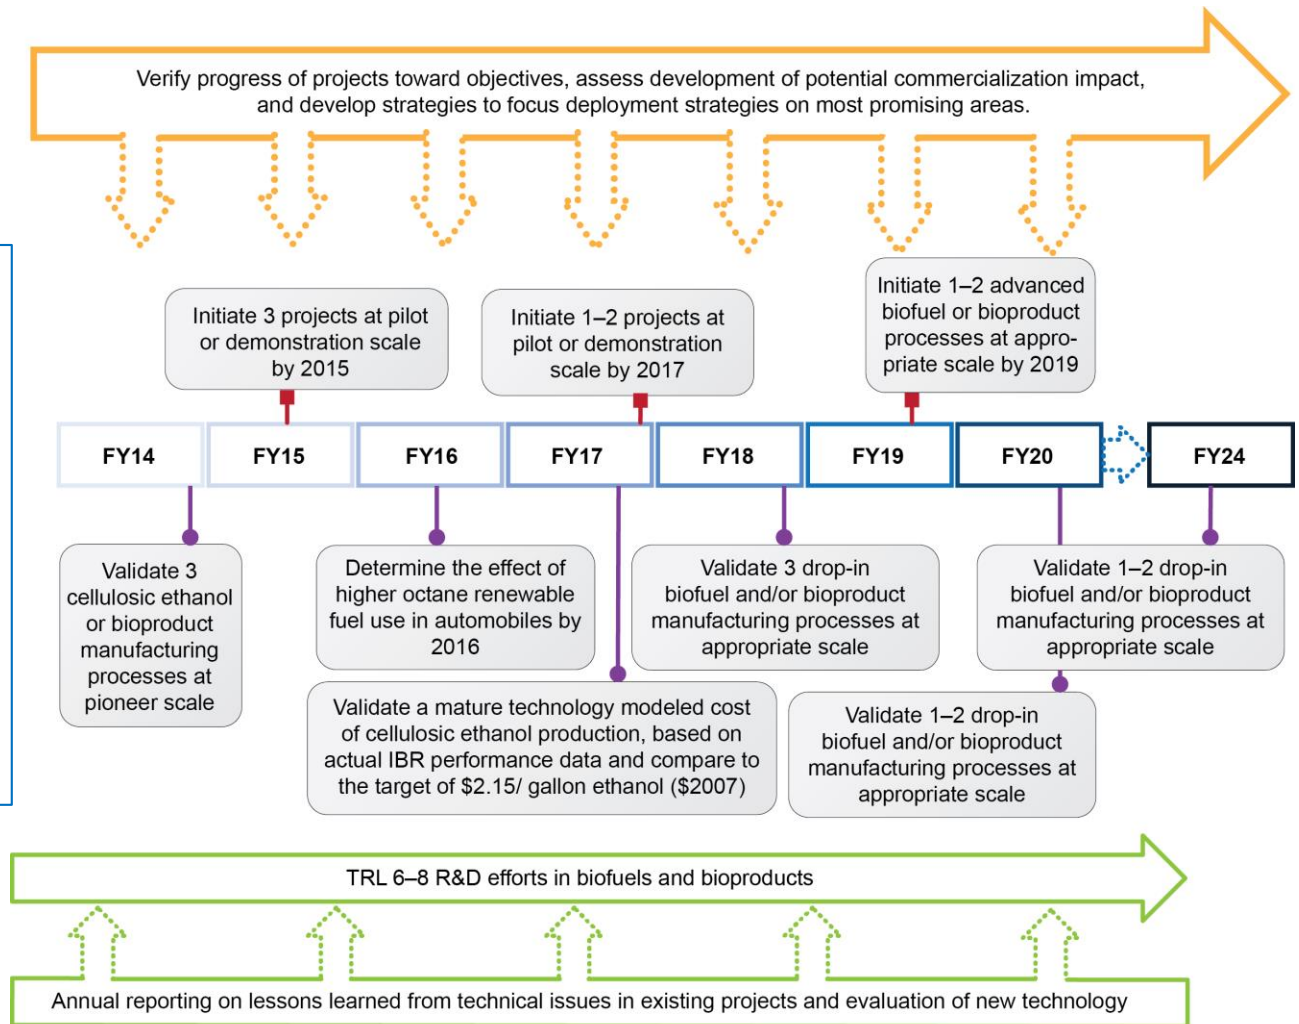 Verify progress of projects toward objectives, assess development of potential commercialization impact,
and develop strategies to focus deployment strategies on most promising areas.
Initiate 3 projects at pilot
or demonstration scale
by 2015
Initiate 1–2 projects at
pilot or demonstration
scale by 2017
Initiate 1–2 advanced
biofuel or bioproduct
processes at appro-
priate scale by 2019
FY14
FY15
FY16
FY17
FY18
FY19
FY20
FY24
Validate 3
cellulosic ethanol
or bioproduct
manufacturing
processes at
pioneer scale
Determine the effect of
higher octane renewable
fuel use in automobiles by
2016
Validate a mature technology modeled cost
of cellulosic ethanol production, based on
actual IBR performance data and compare to
the target of $2.15/ gallon ethanol ($2007)
Validate 3 drop-in
biofuel and/or bioproduct
manufacturing processes at
appropriate scale
Validate 1–2 drop-in
biofuel and/or bioproduct
manufacturing processes at
appropriate scale
Validate 1–2 drop-in
biofuel and/or bioproduct
manufacturing processes at
appropriate scale
TRL 6–8 R&D efforts in biofuels and bioproducts
Annual reporting on lessons learned from technical issues in existing projects and evaluation of new technology